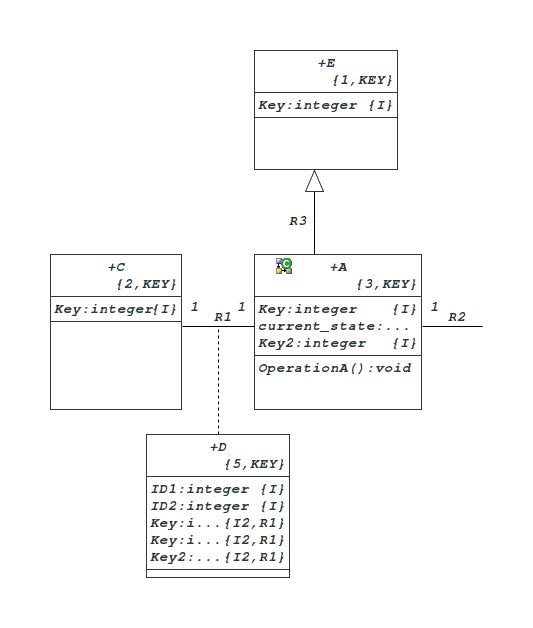 +E
{1,KEY}
Key:integer {I}
R3
+C
{2,KEY}
Key:integer{I}
1
R1
1
C
+A
{3,KEY}
Key:integer {I}
current_state:...
Key2:integer {I}
OperationA():void
1
R2
+D
{5,KEY}
ID1:integer {I}
ID2:integer {I}
Key:i...{I2,R1}
Key:i...{I2,R1}
Key2:...{I2,R1}